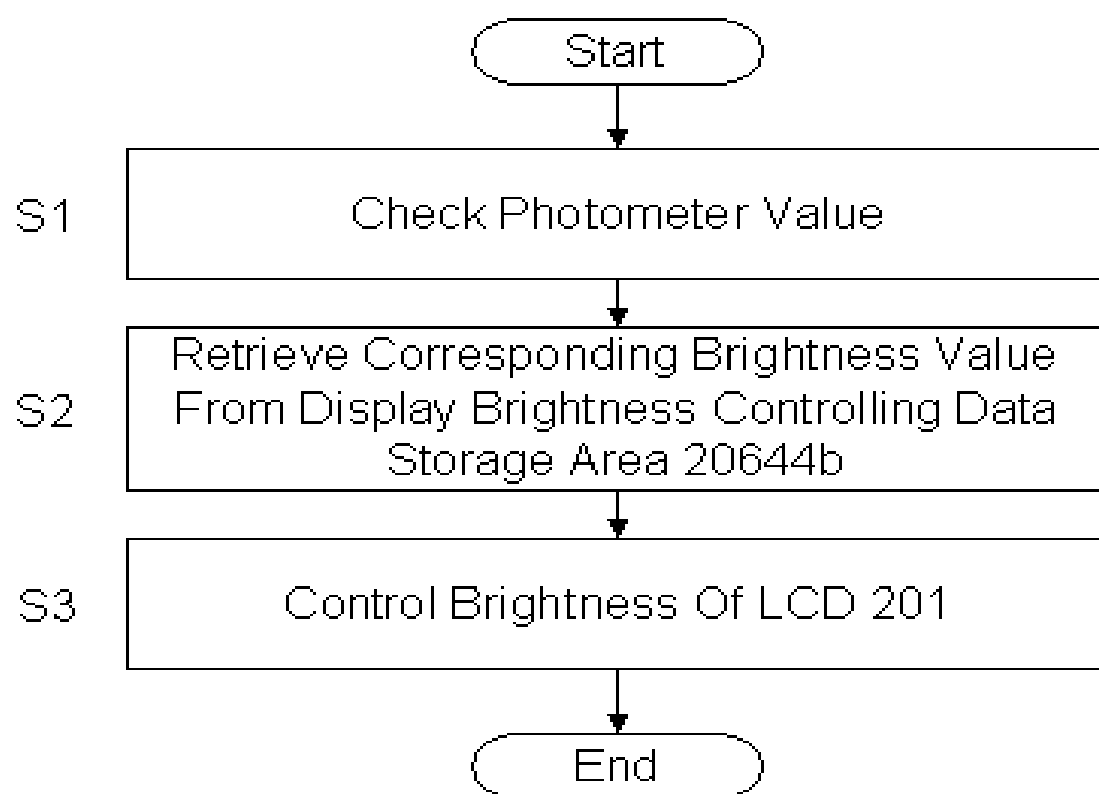 Start
S1
Check Photometer Value
S2
Retrieve Corresponding Brightness Value
From Display Brightness Controlling Data
Storage Area 20644b
S3
Control Brightness Of LCD 201
End